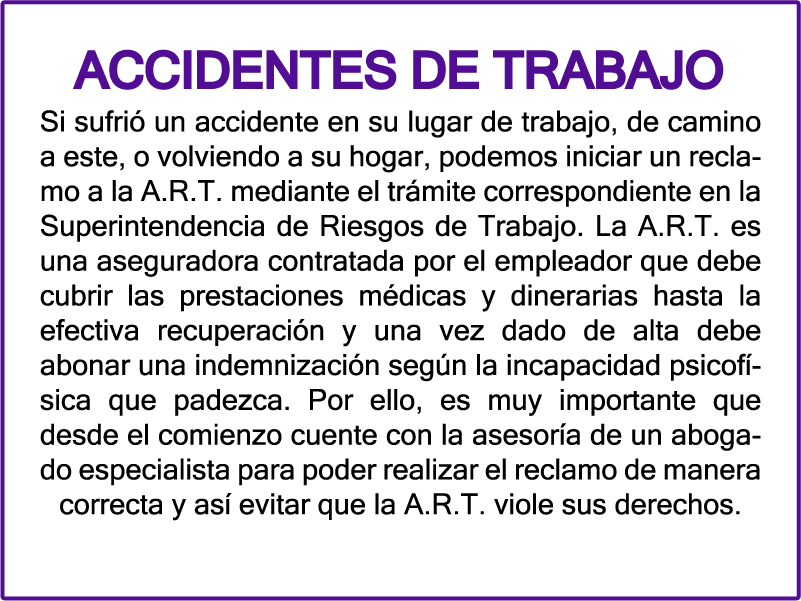 ACCIDENTES DE TRABAJO
Si sufrió un accidente en su lugar de trabajo, de camino
a este, o volviendo a su hogar, podemos iniciar un recla-
mo a la A.R.T. mediante el trámite correspondiente en la
Superintendencia de Riesgos de Trabajo. La A.R.T. es
una aseguradora contratada por el empleador que debe
cubrir las prestaciones médicas y dinerarias hasta la
efectiva recuperación y una vez dado de alta debe
abonar una indemnización según la incapacidad psicofí-
sica que padezca. Por ello, es muy importante que
desde el comienzo cuente con la asesoría de un aboga-
do especialista para poder realizar el reclamo de manera
correcta y así evitar que la A.R.T. viole sus derechos.